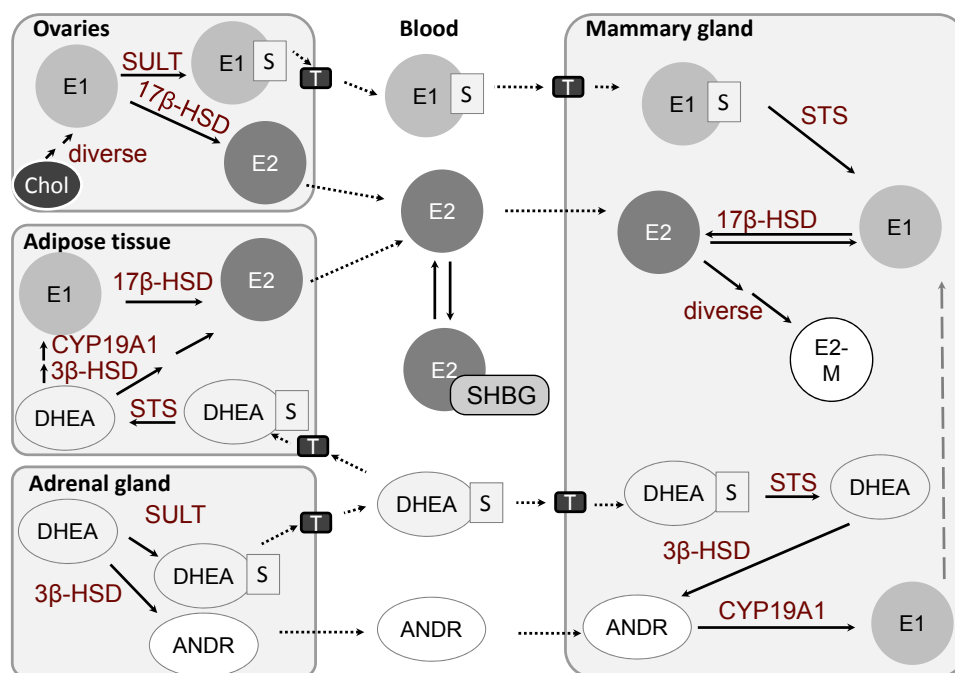 Ovaries
Blood
Mammary gland
E1
SULT
E1
S
T
E1
S
T
E1
S
STS
17β-HSD
diverse
Chol
E2
E2
E2
17β-HSD
E1
Adipose tissue
E1
17β-HSD
E2
CYP19A1
3β-HSD
DHEA
STS
DHEA
S
T
E2
SHBG
diverse
E2-
M
Adrenal gland
DHEA
SULT
DHEA
S
T
3β-HSD
ANDR
DHEA
S
T
DHEA
S
STS
DHEA
3β-HSD
ANDR
ANDR
CYP19A1
E1